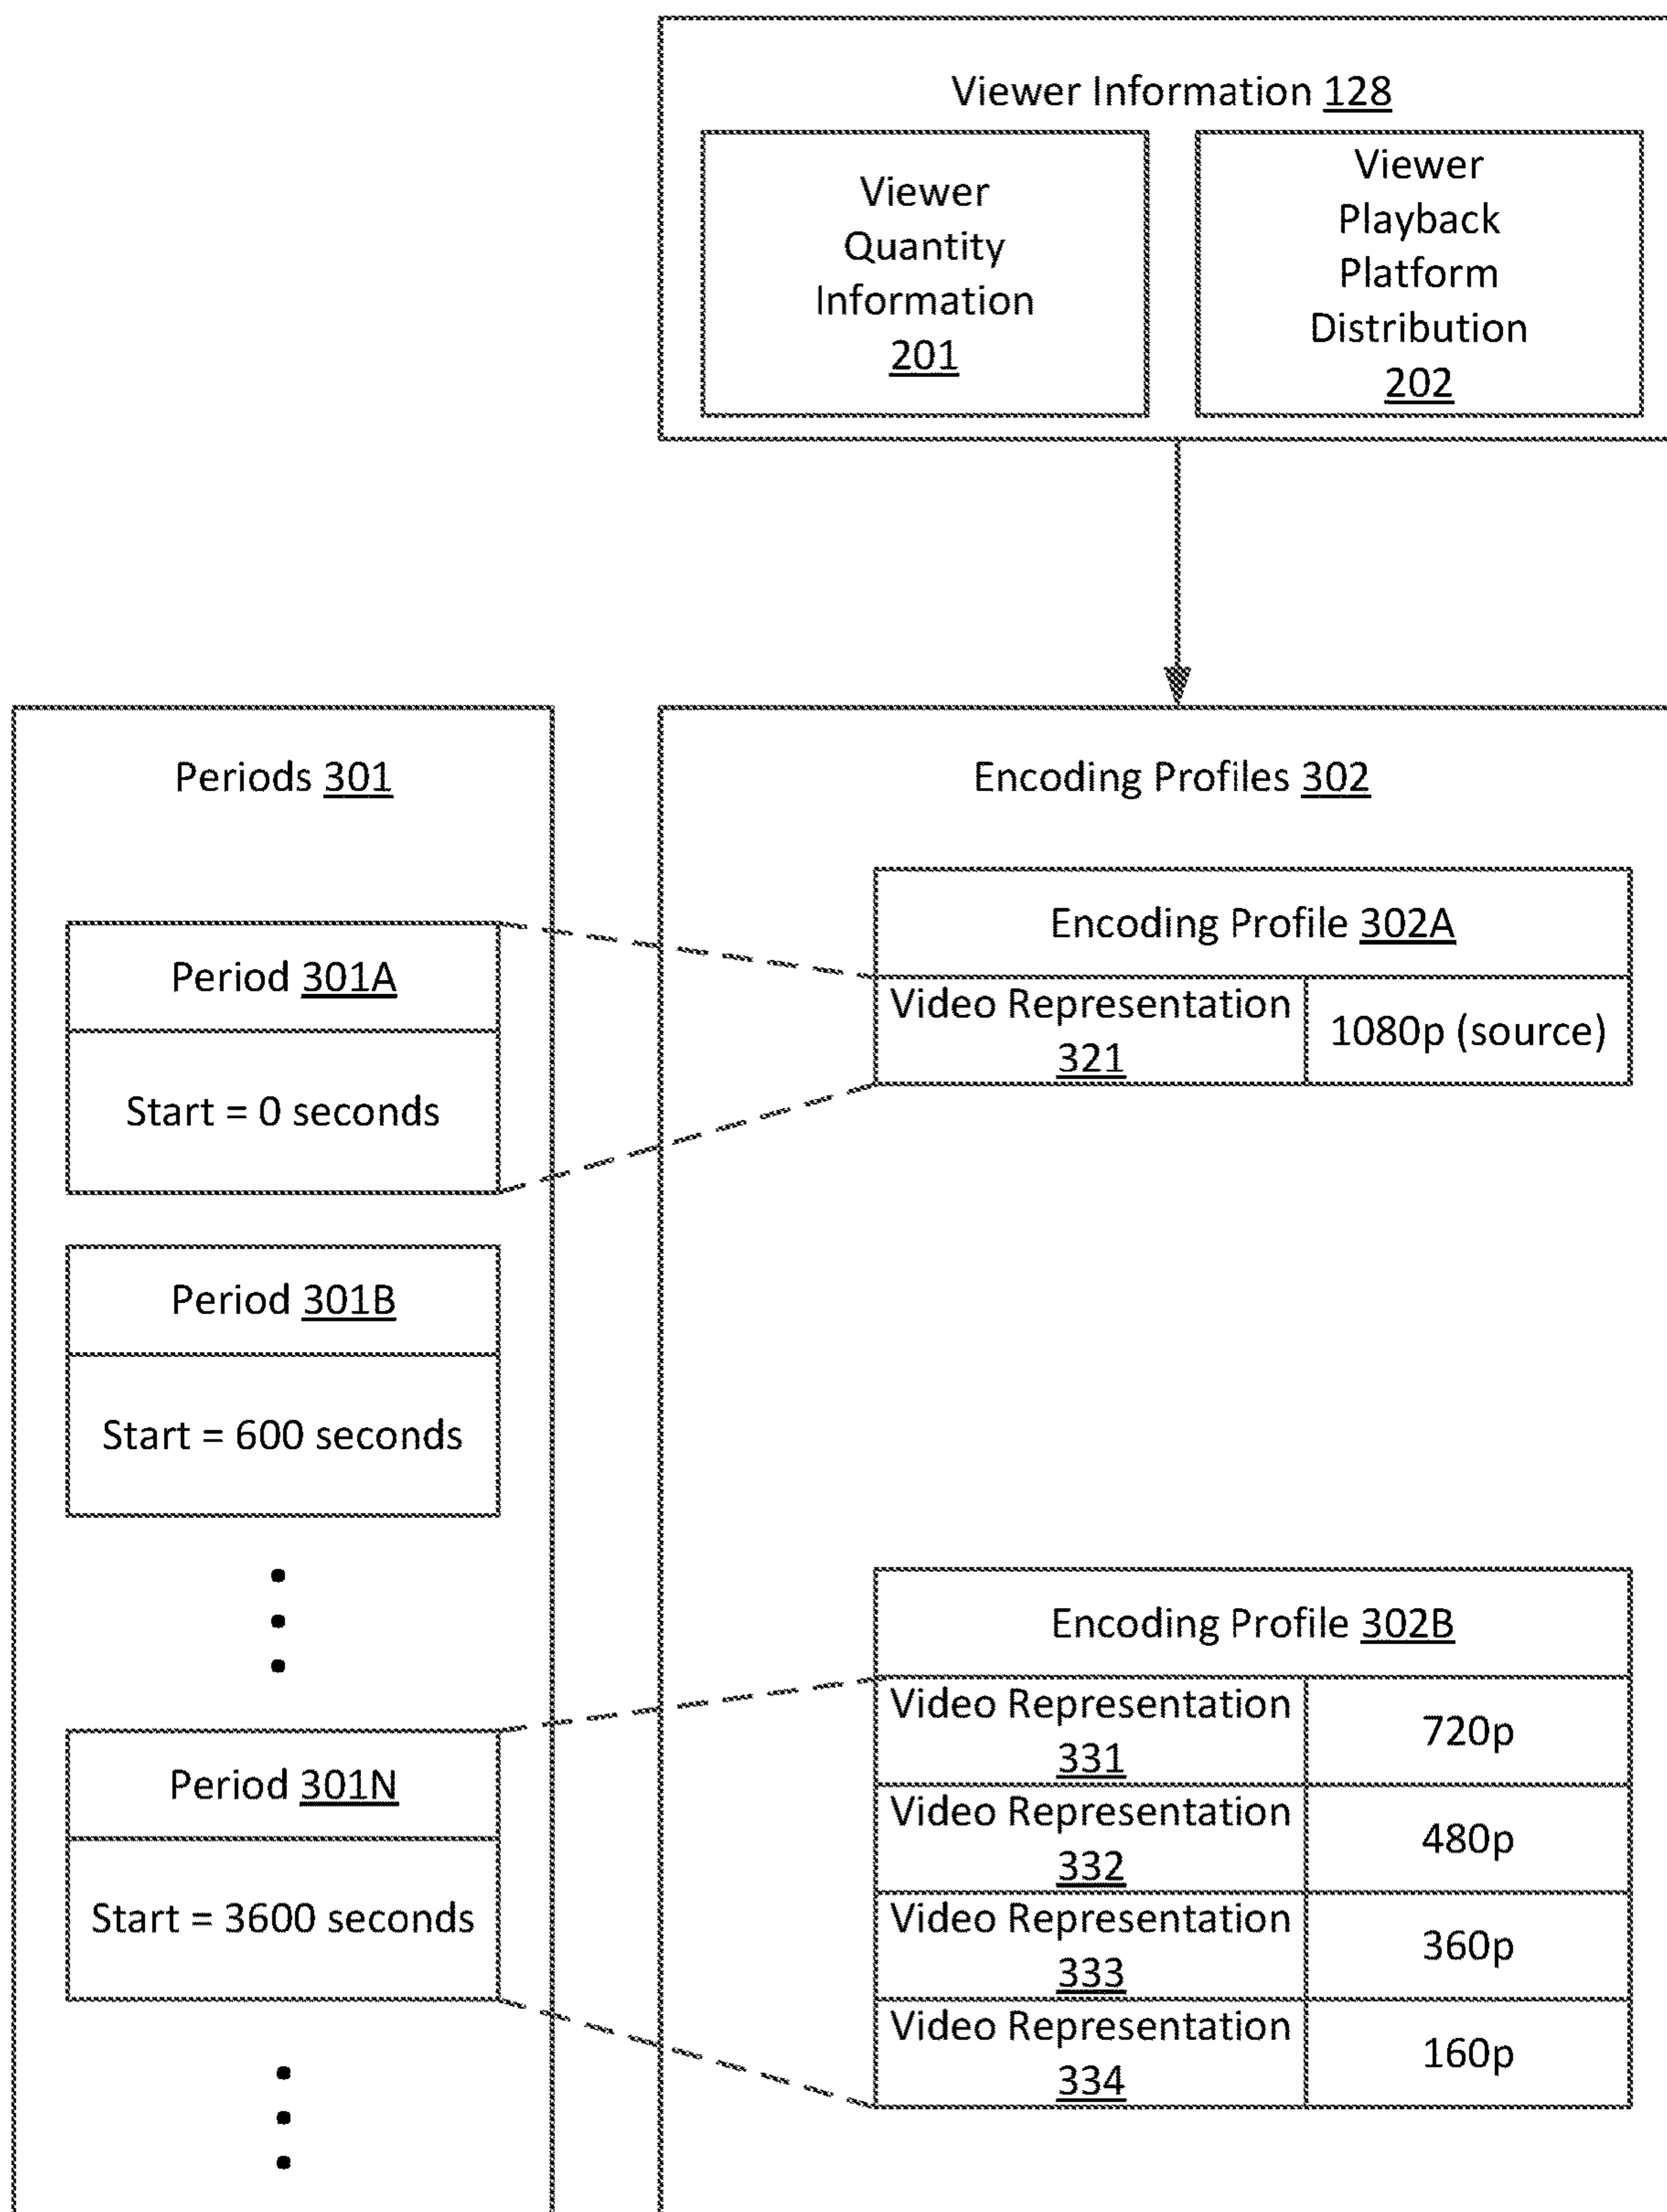 Viewer Information 128
Viewer
Quantity
Information
201
Viewer
Playback
Platform
Distribution
202
Periods 301
Period 301A
Start = 0 seconds
Period 301B
Start = 600 seconds
Period 301N
Start = 3600 seconds
Encoding Profiles 302
Encoding Profile 302A
Video Representation
321
1080p (source)
Encoding Profile 302B
Video Representation
331
720p
Video Representation
332
480p
Video Representation
333
360p
Video Representation
334
160p